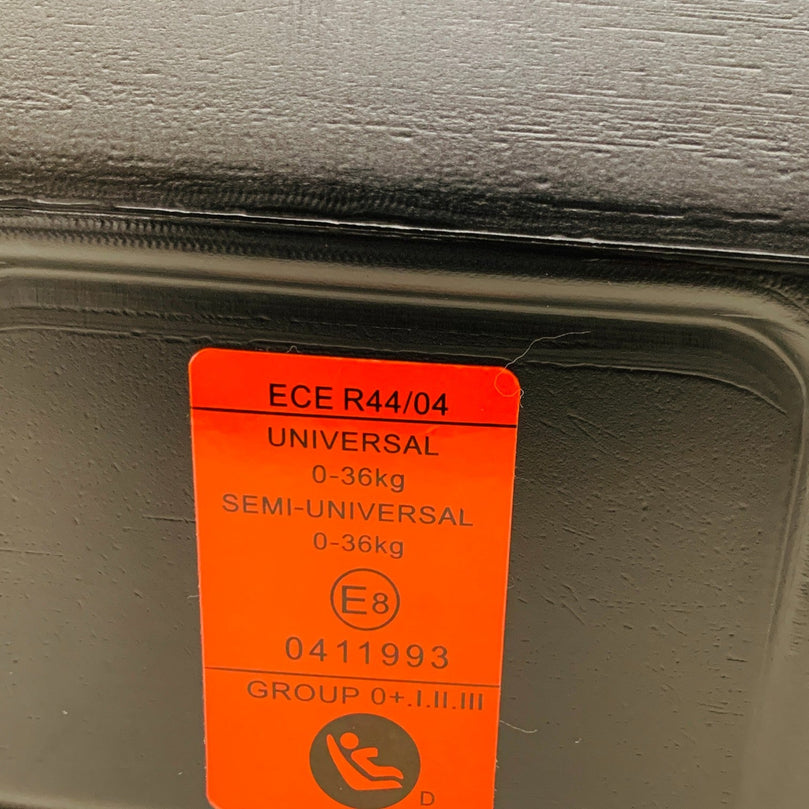 ECE R44/04
UNIVERSAL
0-36kg
SEMI-UNIVERSAL
0-36kg
E8
0411993
GROUP 0+.I.II.III
D